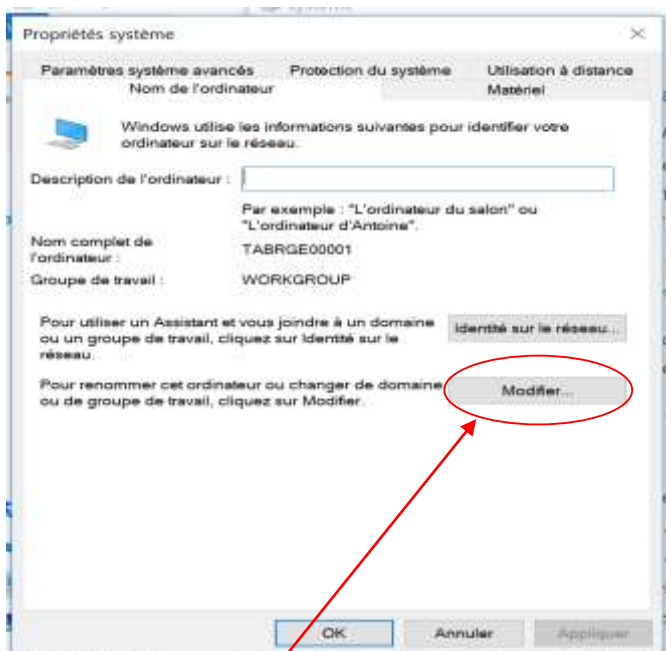 Propriétés système
Paramètres système avancés Protection du système Utilisation à distance
Nom de l'ordinateur Matériel
Windows utilise les informations suivantes pour identifier votre
ordinateur sur le réseau.
Description de l'ordinateur :
Par exemple : "L'ordinateur du salon" ou
"L'ordinateur d'Antoine".
Nom complet de
l'ordinateur :
TABRGE00001
Groupe de travail : WORKGROUP
Pour utiliser un Assistant et vous joindre à un domaine
ou un groupe de travail, cliquez sur Identité sur le
réseau.
Identité sur le réseau...
Pour renommer cet ordinateur ou changer de domaine
ou de groupe de travail, cliquez sur Modifier.
Modifier...
OK Annuler Appliquer